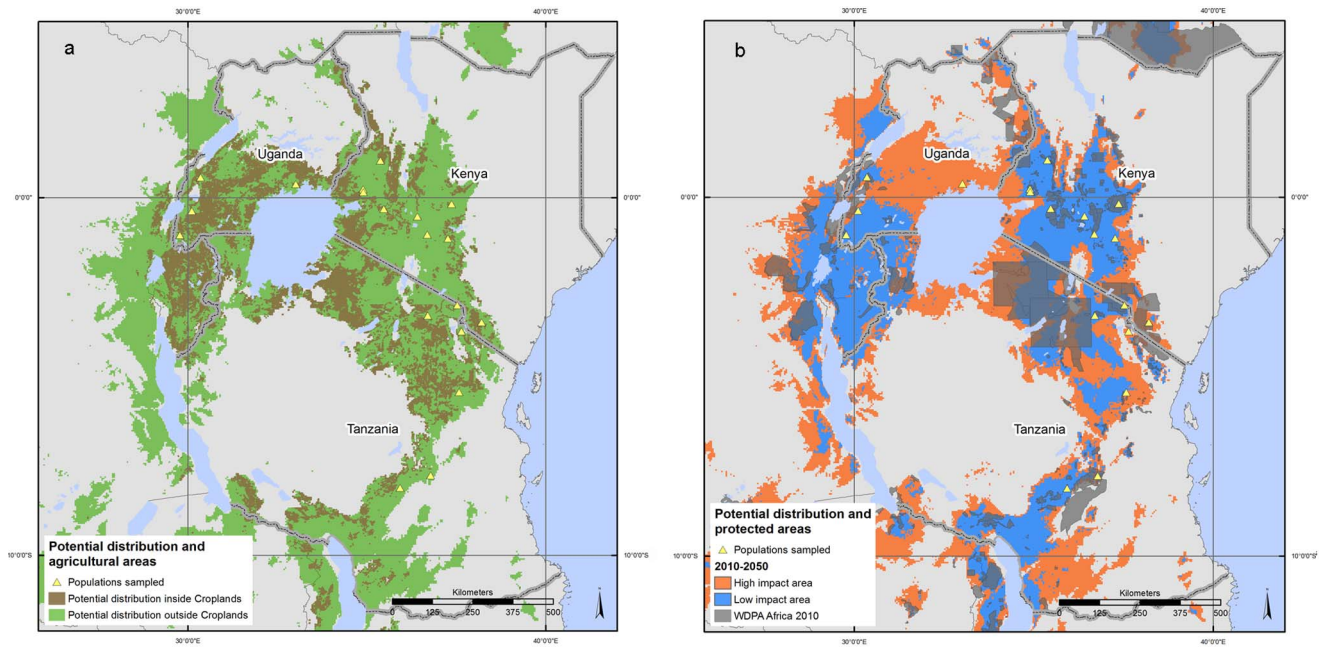 30°0'0"E
40°0'0"E
a
Uganda
Kenya
0°0'0"
0°0'0"
Tanzania
10°0'0"S
10°0'0"S
Potential distribution and
agricultural areas
Populations sampled
Potential distribution inside Croplands
Potential distribution outside Croplands
Kilometers
0 125 250 375 500
30°0'0"E
40°0'0"E
30°0'0"E
40°0'0"E
b
Uganda
Kenya
0°0'0"
0°0'0"
Tanzania
10°0'0"S
10°0'0"S
Potential distribution and
protected areas
Populations sampled
2010-2050
High impact area
Low impact area
WDPA Africa 2010
Kilometers
0 125 250 375 500
30°0'0"E
40°0'0"E